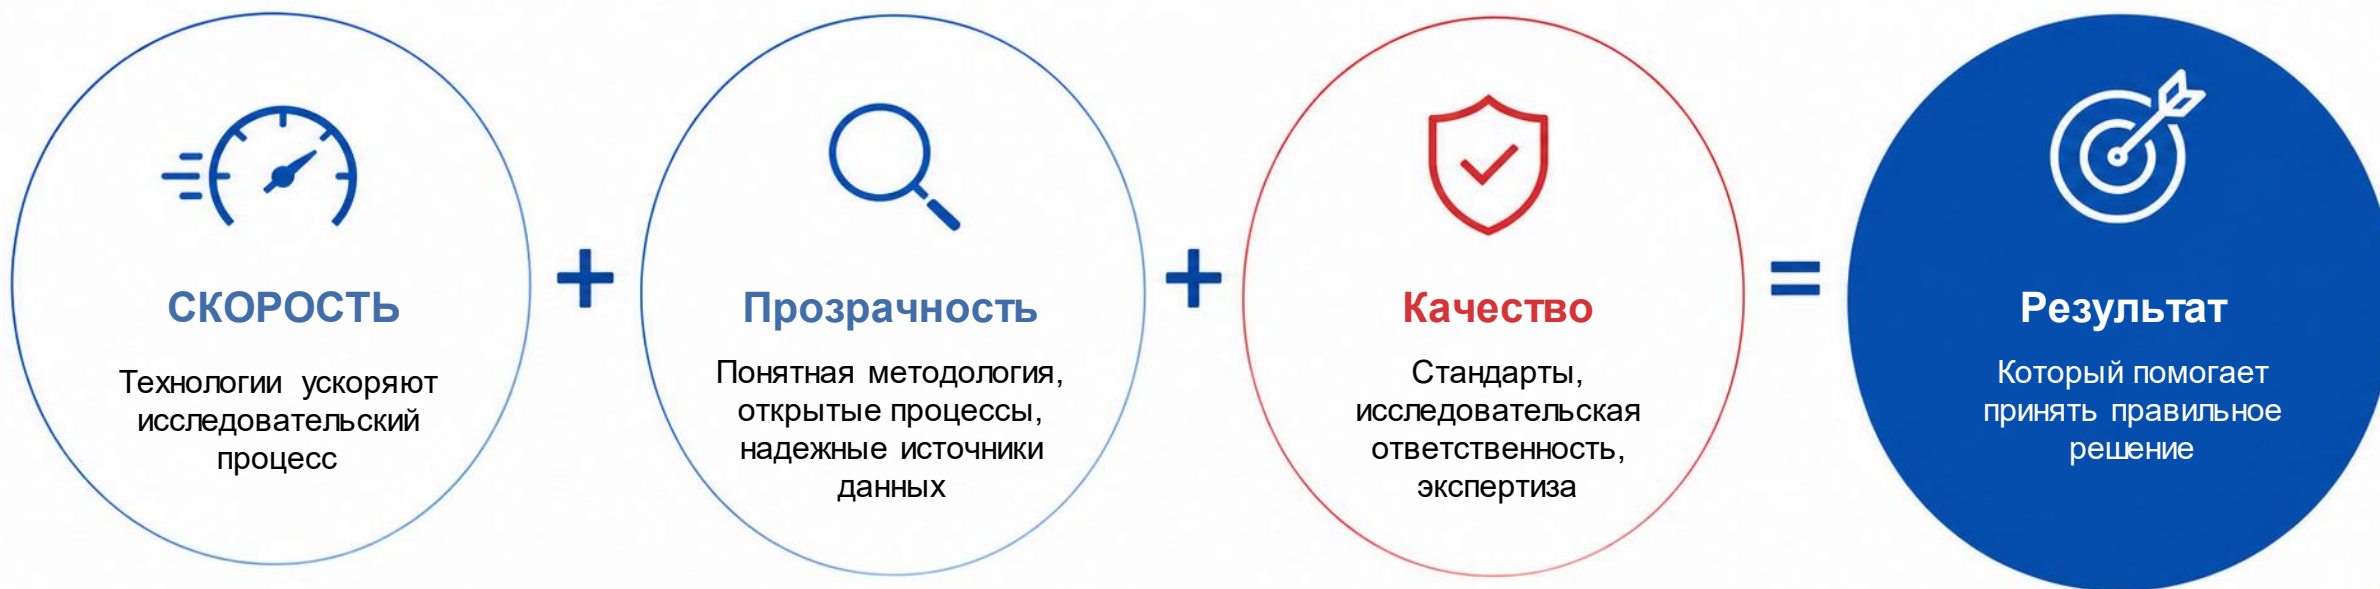 СКОРОСТЬ
Технологии ускоряют
исследовательский
процесс
+
Прозрачность
Понятная методология,
открытые процессы,
надежные источники
данных
+
Качество
Стандарты,
исследовательская
ответственность,
экспертиза
=
Результат
Который помогает
принять правильное
решение